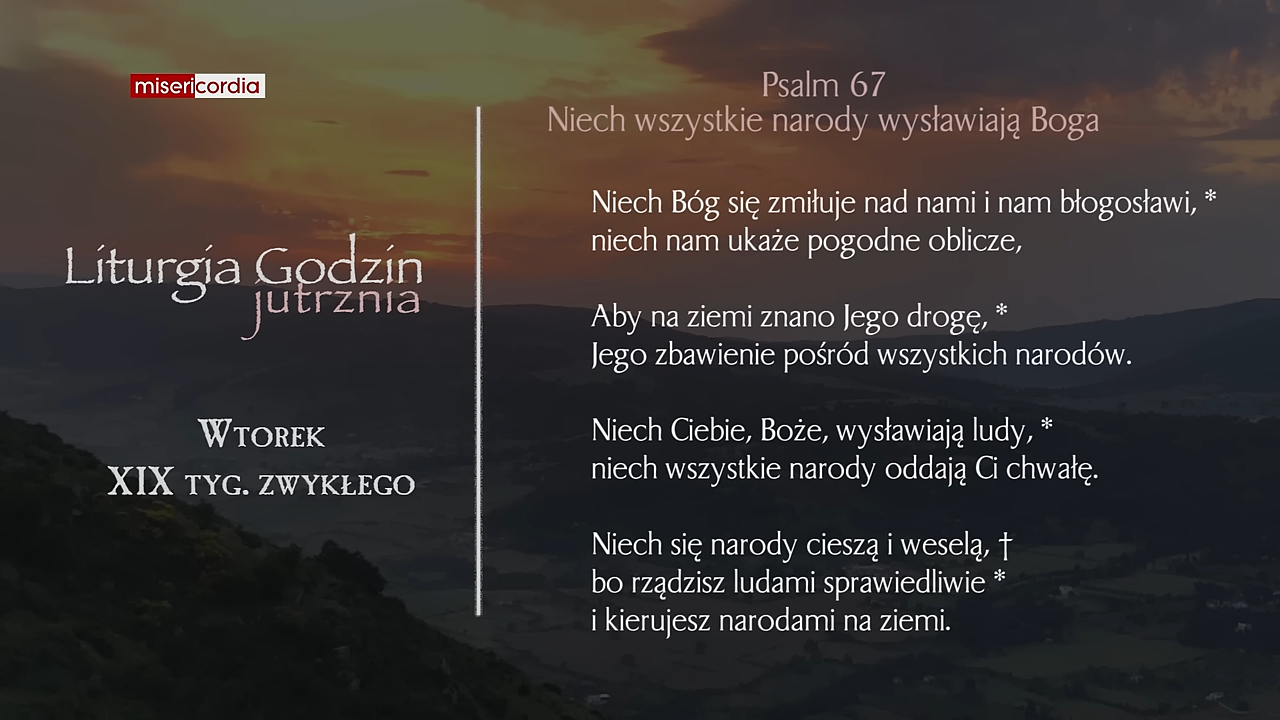 misericordia
Liturgia Godzin
jutrznia
Wtorek
XIX tyg. zwykłego
Psalm 67
Niech wszystkie narody wysławiają Boga
Niech Bóg się zmiłuje nad nami i nam błogosławi, *
niech nam ukaże pogodne oblicze,
Aby na ziemi znano Jego drogę, *
Jego zbawienie pośród wszystkich narodów.
Niech Ciebie, Boże, wysławiają ludy, *
niech wszystkie narody oddają Ci chwałę.
Niech się narody cieszą i weselą, †
bo rządzisz ludami sprawiedliwie *
i kierujesz narodami na ziemi.